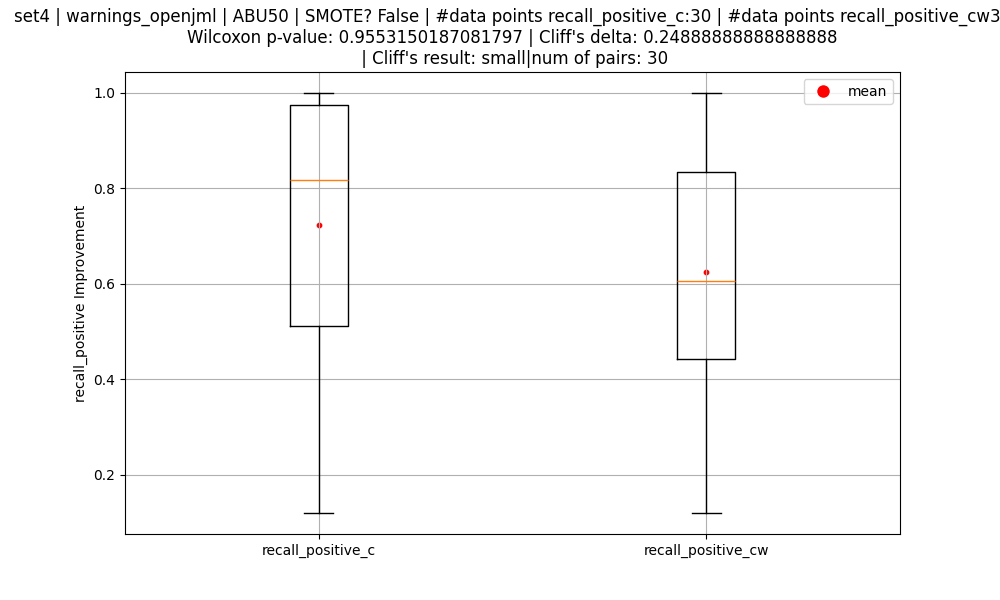 set4 | warnings_openjml | ABU50 | SMOTE? False | #data points recall_positive_c:30 | #data points recall_positive_cw3
Wilcoxon p-value: 0.9553150187081797 | Cliff's delta: 0.24888888888888888
| Cliff's result: small|num of pairs: 30
mean
1.0
0.8
0.6
0.4
0.2
recall_positive Improvement
recall_positive_c
recall_positive_cw